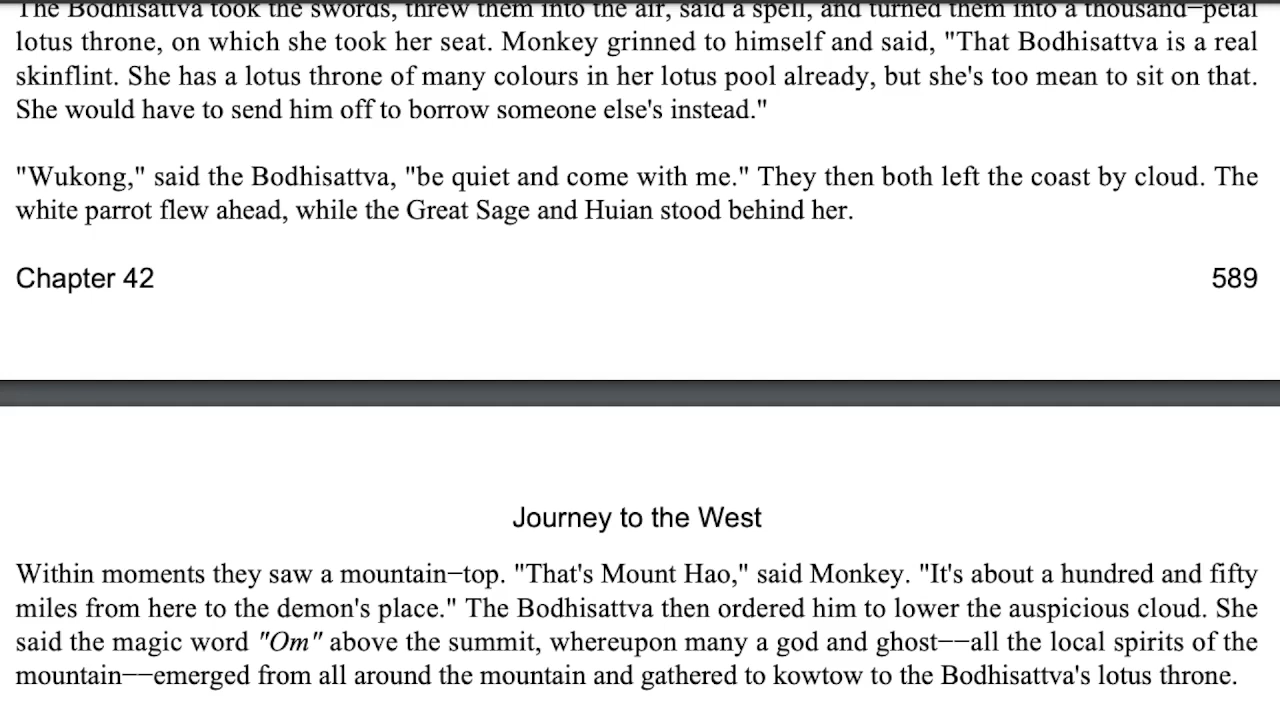 The Bodhisattva took the swords, threw them into the air, said a spell, and turned them into a thousand−petal
lotus throne, on which she took her seat. Monkey grinned to himself and said, "That Bodhisattva is a real
skinflint. She has a lotus throne of many colours in her lotus pool already, but she's too mean to sit on that.
She would have to send him off to borrow someone else's instead."
"Wukong," said the Bodhisattva, "be quiet and come with me." They then both left the coast by cloud. The
white parrot flew ahead, while the Great Sage and Huian stood behind her.
Chapter 42 589
Journey to the West
Within moments they saw a mountain−top. "That's Mount Hao," said Monkey. "It's about a hundred and fifty
miles from here to the demon's place." The Bodhisattva then ordered him to lower the auspicious cloud. She
said the magic word "Om" above the summit, whereupon many a god and ghost−−all the local spirits of the
mountain−−emerged from all around the mountain and gathered to kowtow to the Bodhisattva's lotus throne.